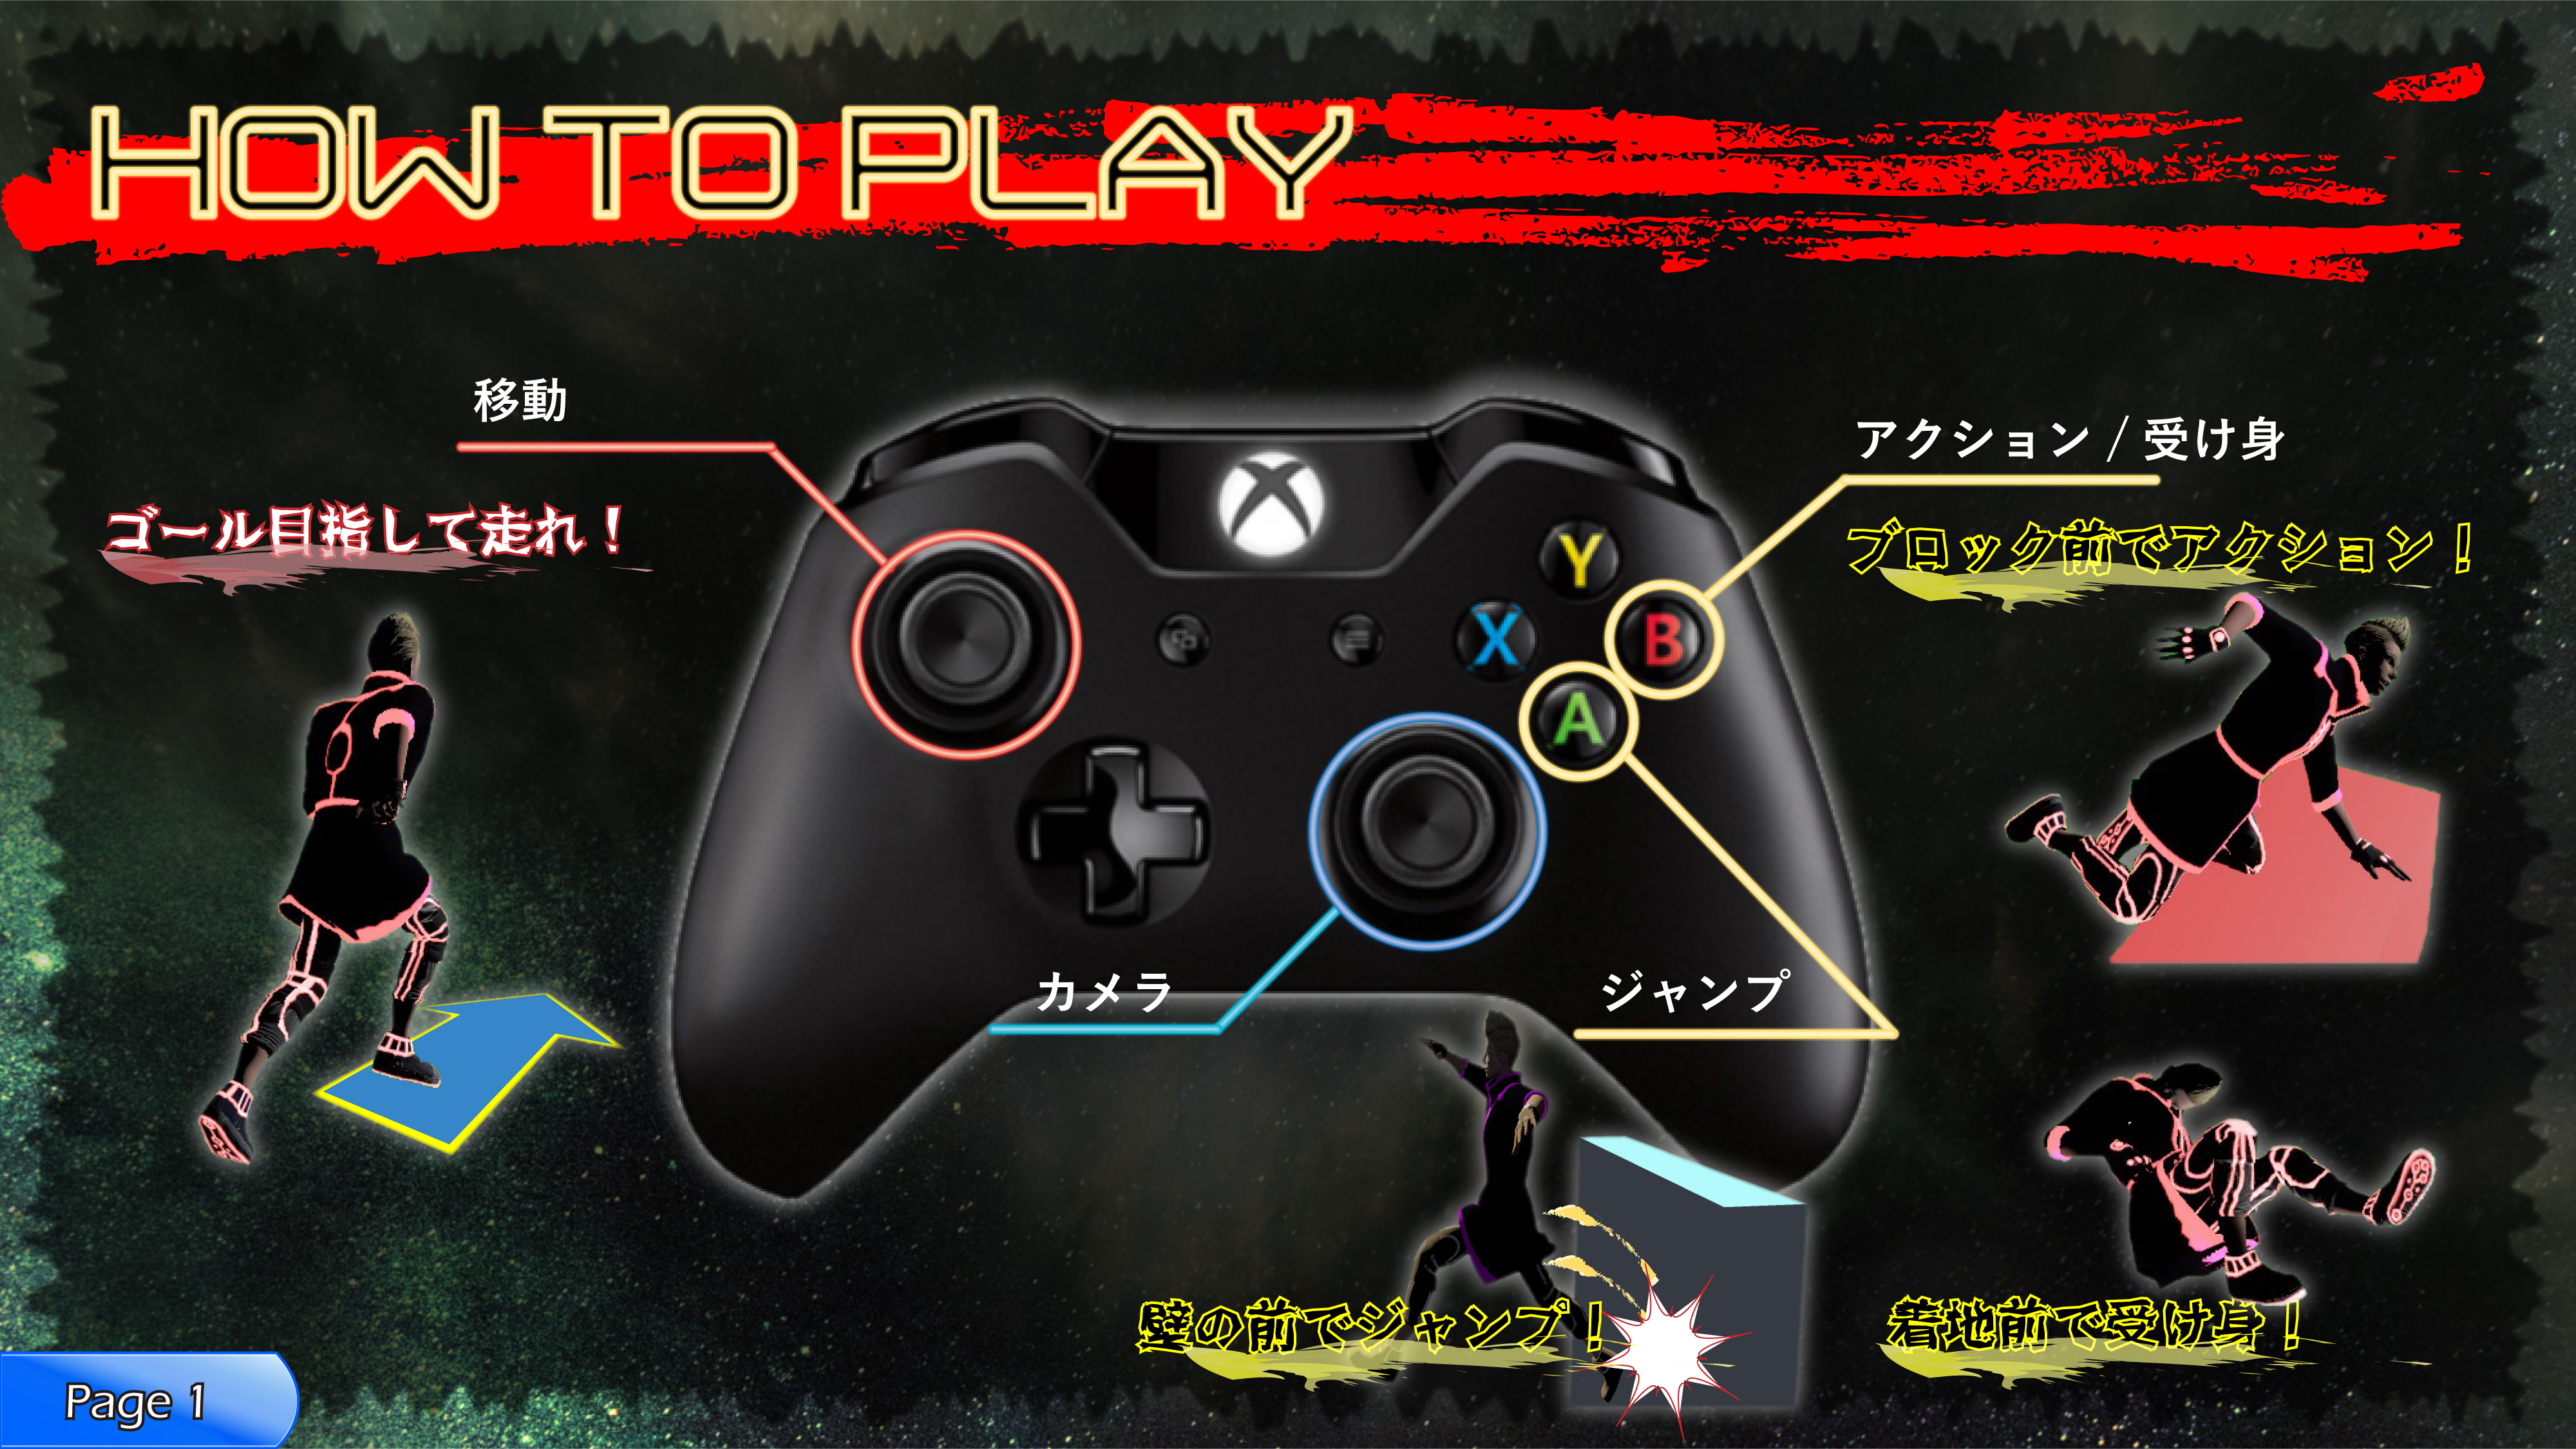 HOW TO PLAY
移動
アクション / 受け身
ゴール目指して走れ！
ブロック前でアクション！
Y
X
B
A
カメラ
ジャンプ
壁の前でジャンプ！
着地前で受け身！
Page 1